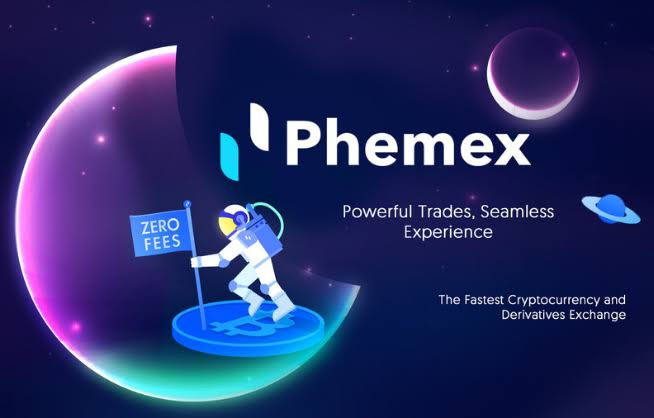 Phemex
Powerful Trades, Seamless
Experience
ZERO
FEES
The Fastest Cryptocurrency and
Derivatives Exchange